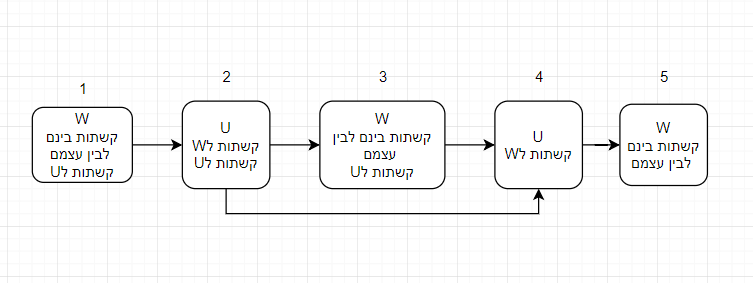 1
2
3
4
5
W
קשתות בינם
לבין עצמם
קשתות לU
U
קשתות לW
קשתות לU
W
קשתות בינם לבין
עצמם
קשתות לU
U
קשתות לW
W
קשתות בינם
לבין עצמם